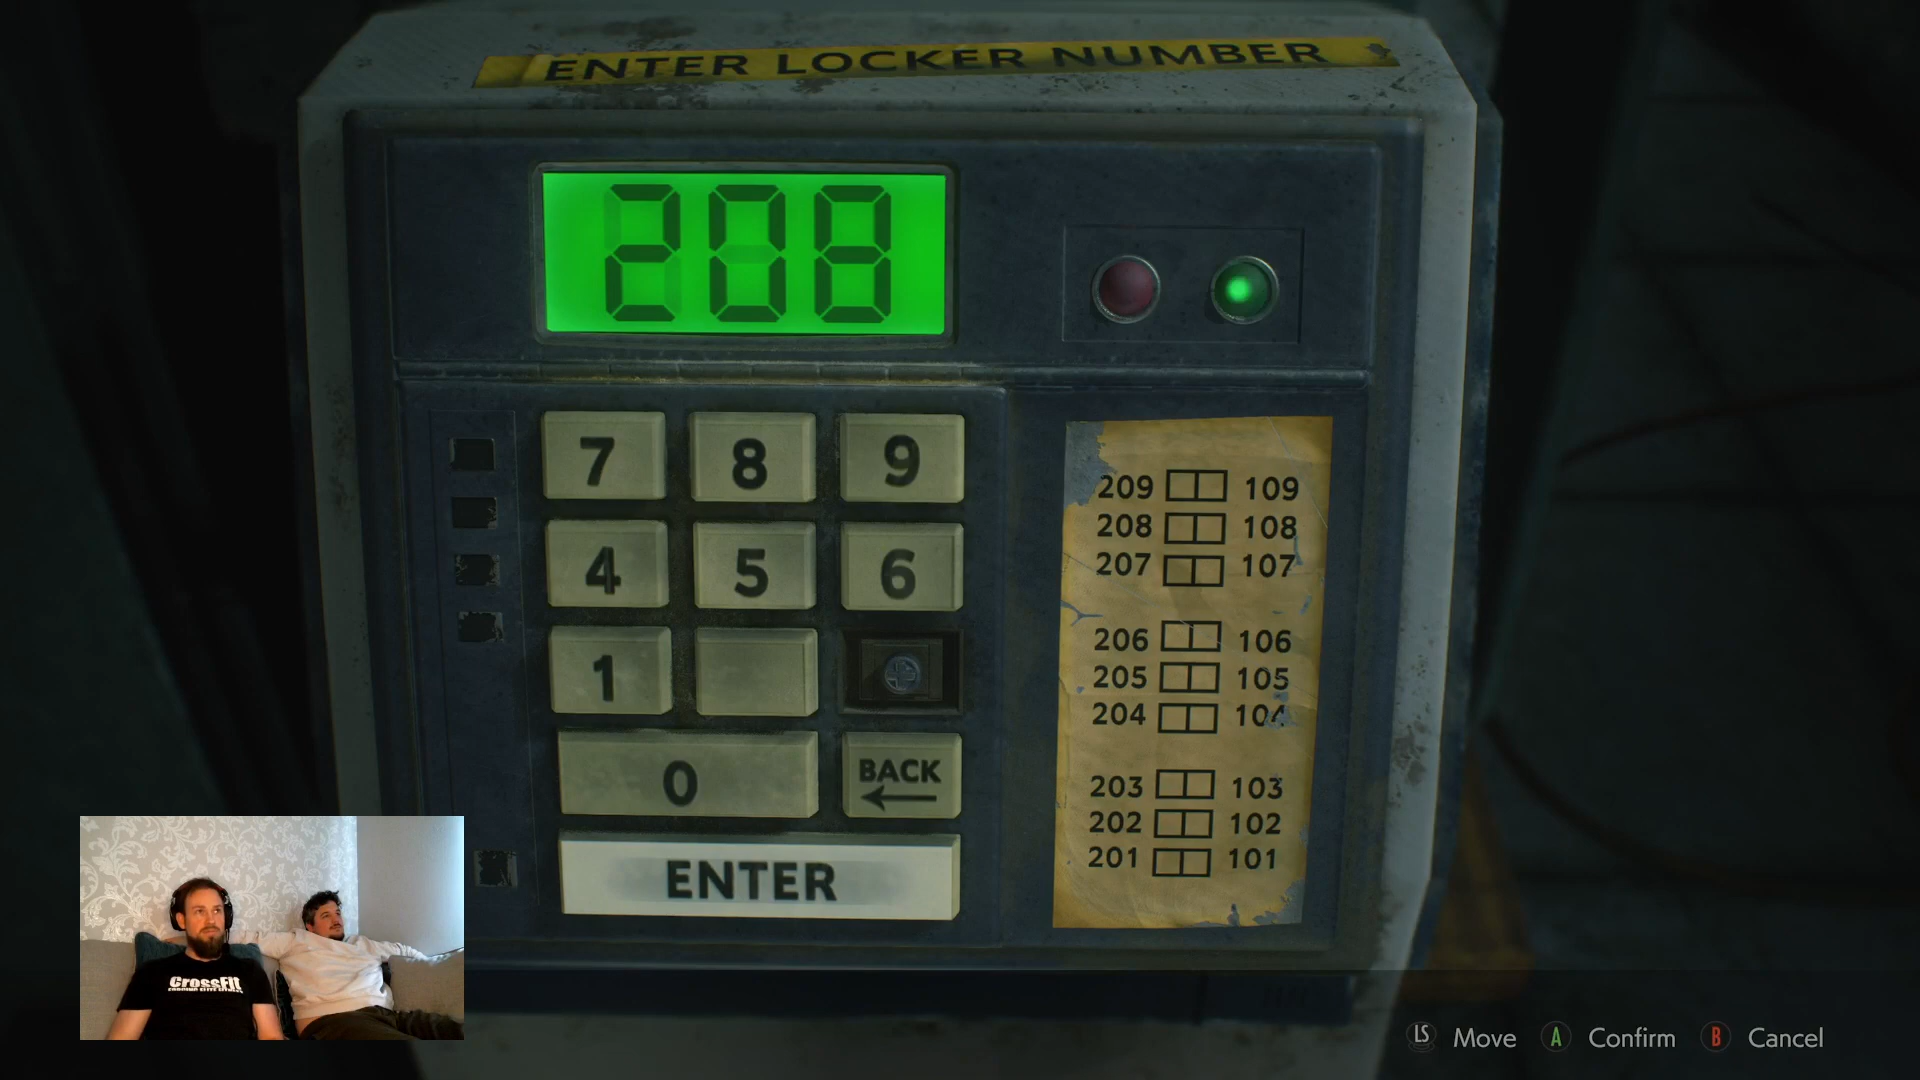 ENTER LOCKER NUMBER
208
7 8 9
4 5 6
1
0 BACK
ENTER
209 109
208 108
207 107
206 106
205 105
204 104
203 103
202 102
201 101
CrossFit
LS Move A Confirm B Cancel